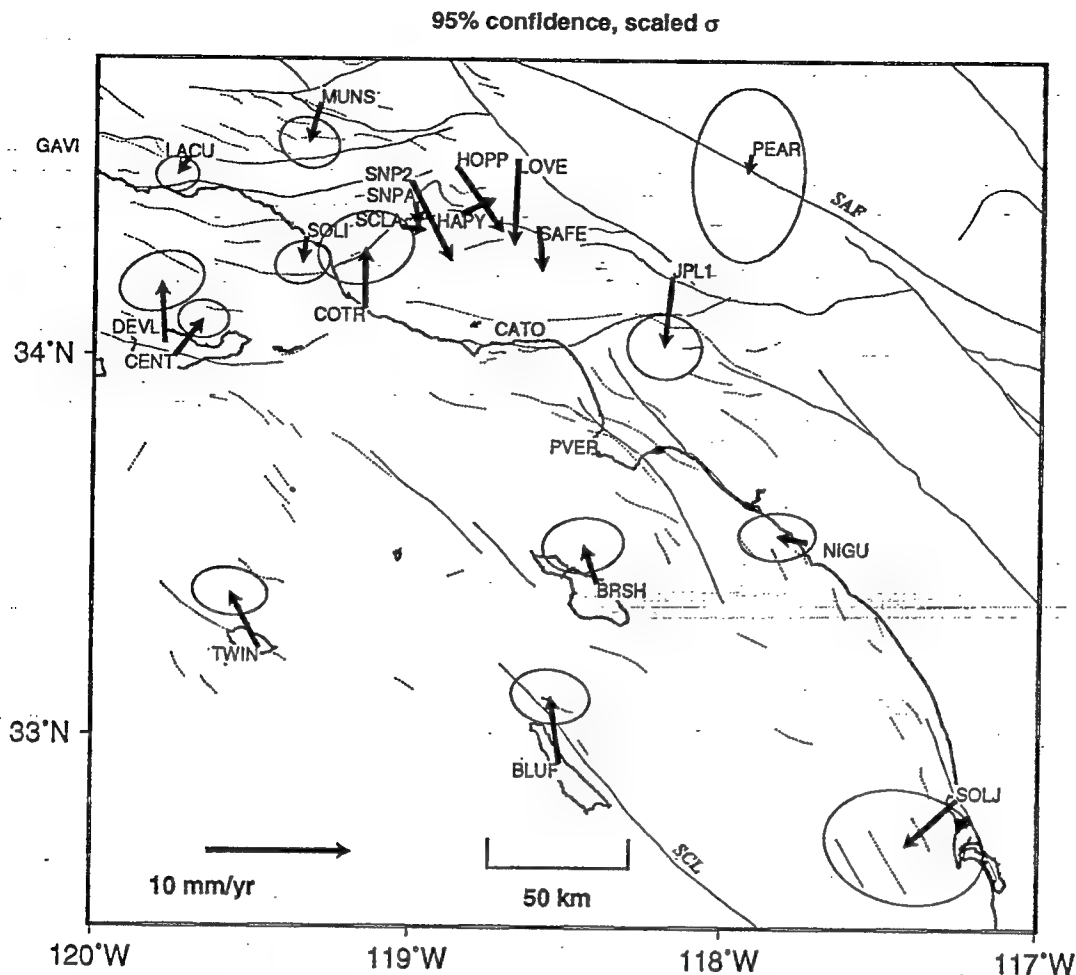 95% confidence, scaled σ
MUNS
GAVI
LACU
PEAR
SNP2
HOPP
LOVE
SNPA
SAF
SCLA
HAPY
SOLI
SAFE
JPL1
COTR
DEVL
CATO
34°N
CENT
PVER
NIGU
BRSH
TWIN
33°N
BLUF
SOLJ
SCL
10 mm/yr
50 km
120°W
119°W
118°W
117°W